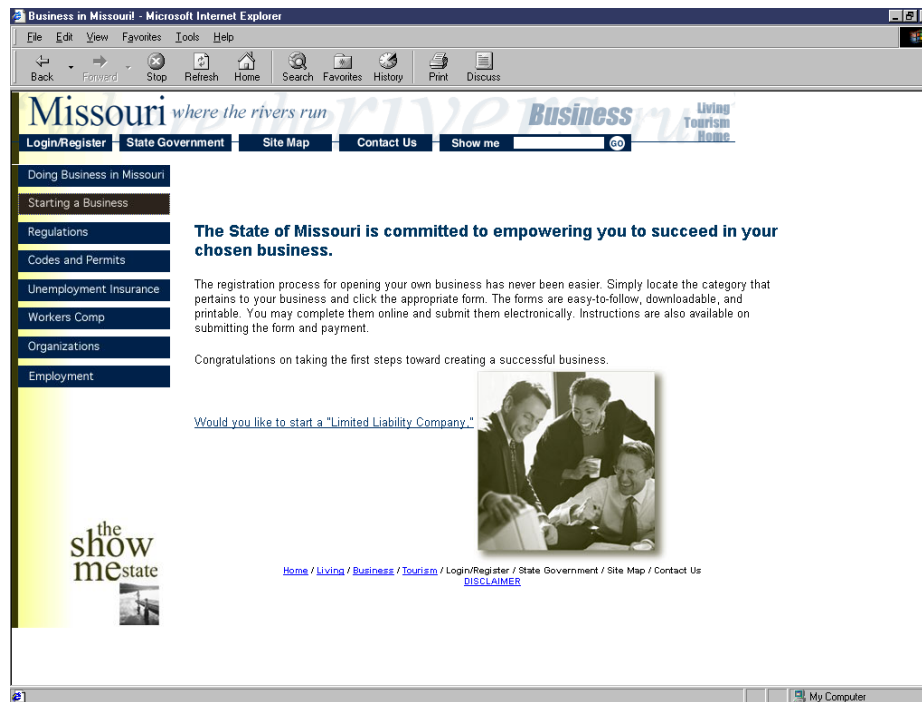 Business in Missouri! - Microsoft Internet Explorer
File Edit View Favorites Tools Help
Back Forward Stop Refresh Home Search Favorites History Print Discuss
where the rivers run
Missouri where the rivers run Business
Living
Tourism
Home
Login/Register State Government Site Map Contact Us Show me GO
Doing Business in Missouri
Starting a Business
Regulations
Codes and Permits
Unemployment Insurance
Workers Comp
Organizations
Employment
The State of Missouri is committed to empowering you to succeed in your
chosen business.
The registration process for opening your own business has never been easier. Simply locate the category that
pertains to your business and click the appropriate form. The forms are easy-to-follow, downloadable, and
printable. You may complete them online and submit them electronically. Instructions are also available on
submitting the form and payment.
Congratulations on taking the first steps toward creating a successful business.
Would you like to start a "Limited Liability Company."
the
show
mestate
Home / Living / Business / Tourism / Login/Register / State Government / Site Map / Contact Us
DISCLAIMER
My Computer